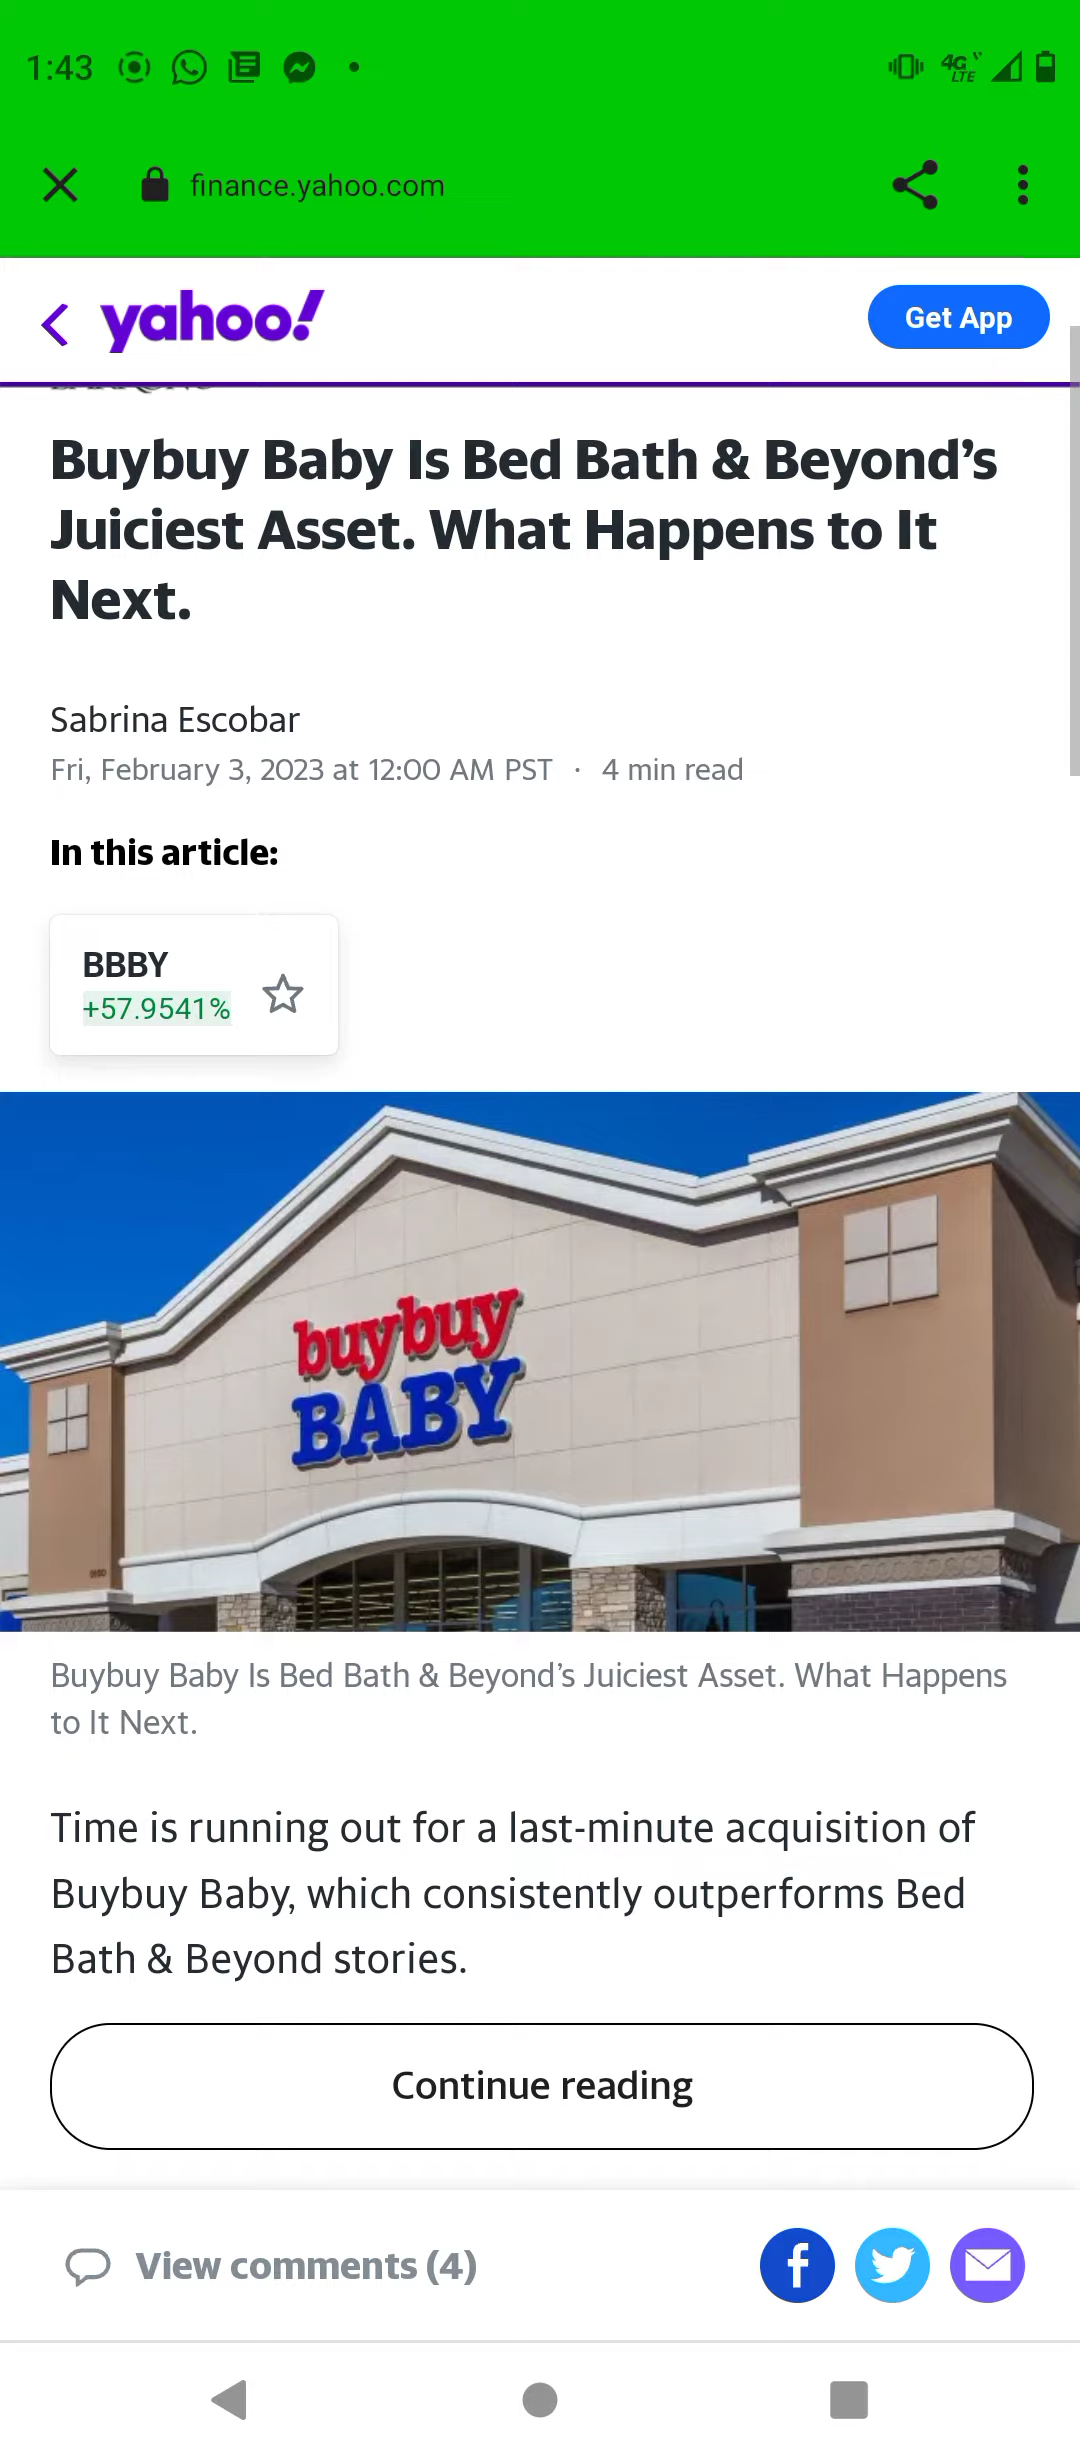 1:43
4G
LTE
finance.yahoo.com
yahoo!
Get App
Buybuy Baby Is Bed Bath & Beyond’s
Juiciest Asset. What Happens to It
Next.
Sabrina Escobar
Fri, February 3, 2023 at 12:00 AM PST · 4 min read
In this article:
BBBY
+57.9541%
buybuy
BABY
Buybuy Baby Is Bed Bath & Beyond’s Juiciest Asset. What Happens
to It Next.
Time is running out for a last-minute acquisition of
Buybuy Baby, which consistently outperforms Bed
Bath & Beyond stories.
Continue reading
View comments (4)